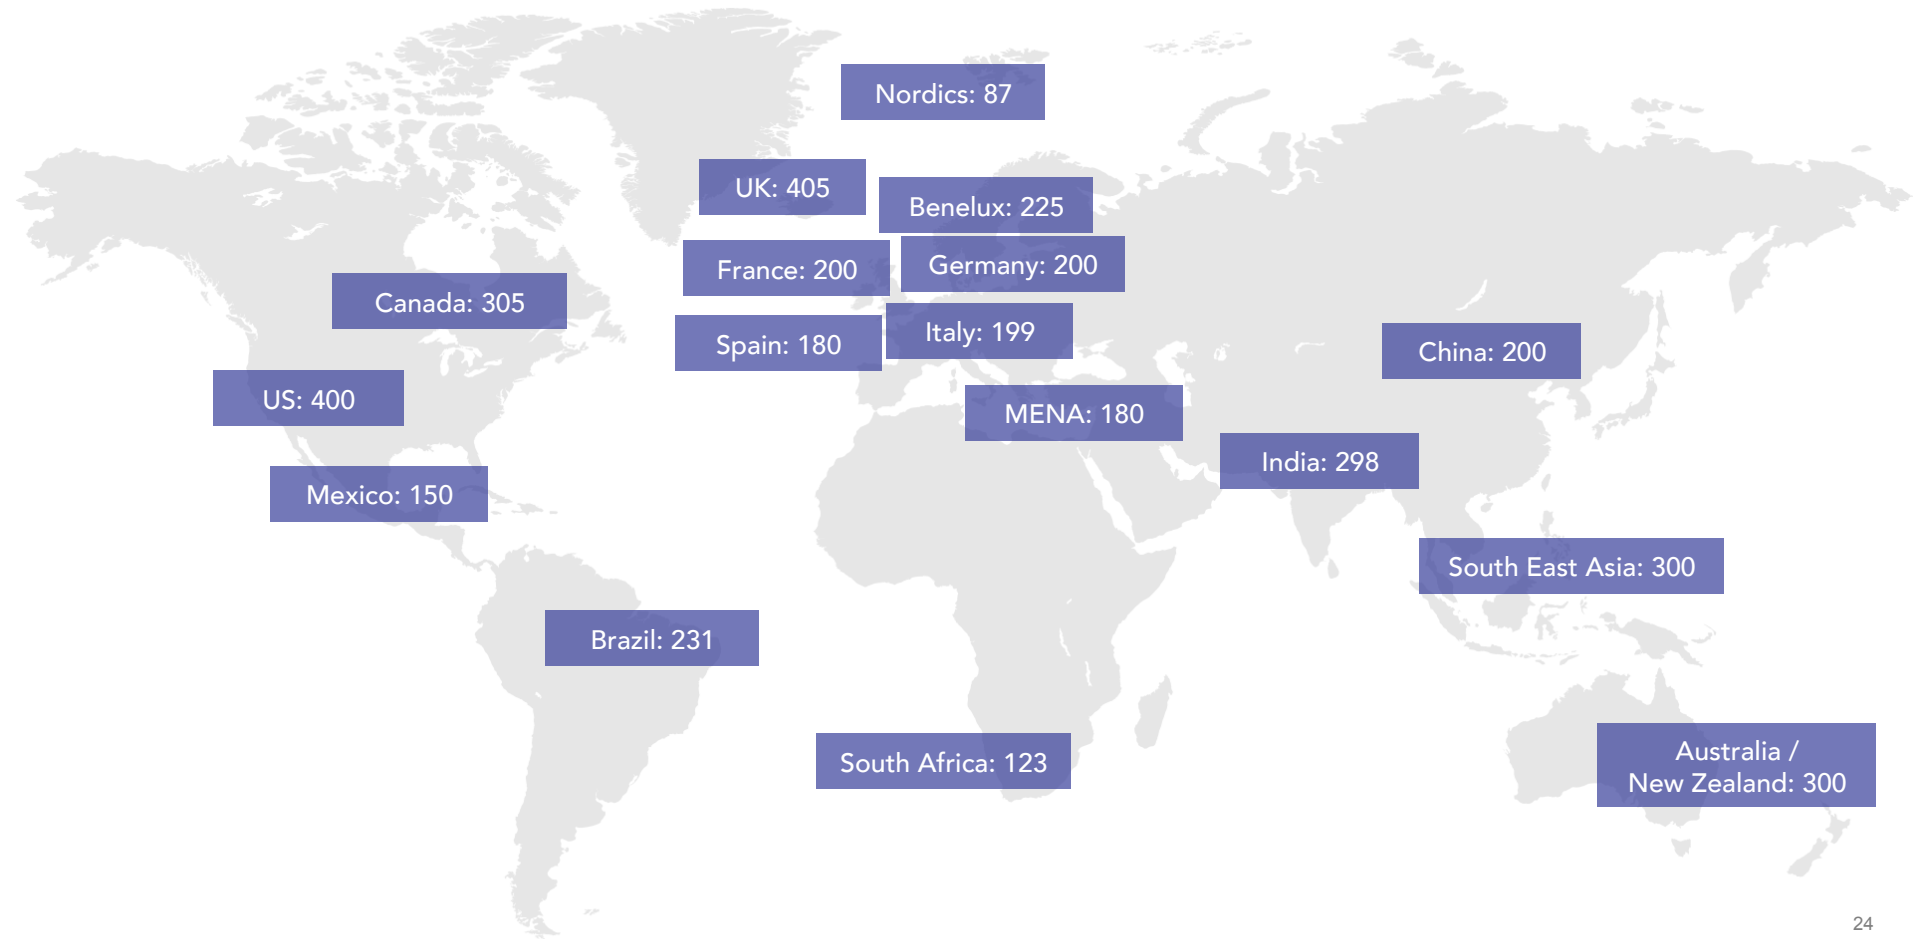 Nordics: 87
UK: 405
Benelux: 225
France: 200
Germany: 200
Canada: 305
Spain: 180
Italy: 199
China: 200
US: 400
MENA: 180
India: 298
Mexico: 150
South East Asia: 300
Brazil: 231
South Africa: 123
Australia /
New Zealand: 300
24